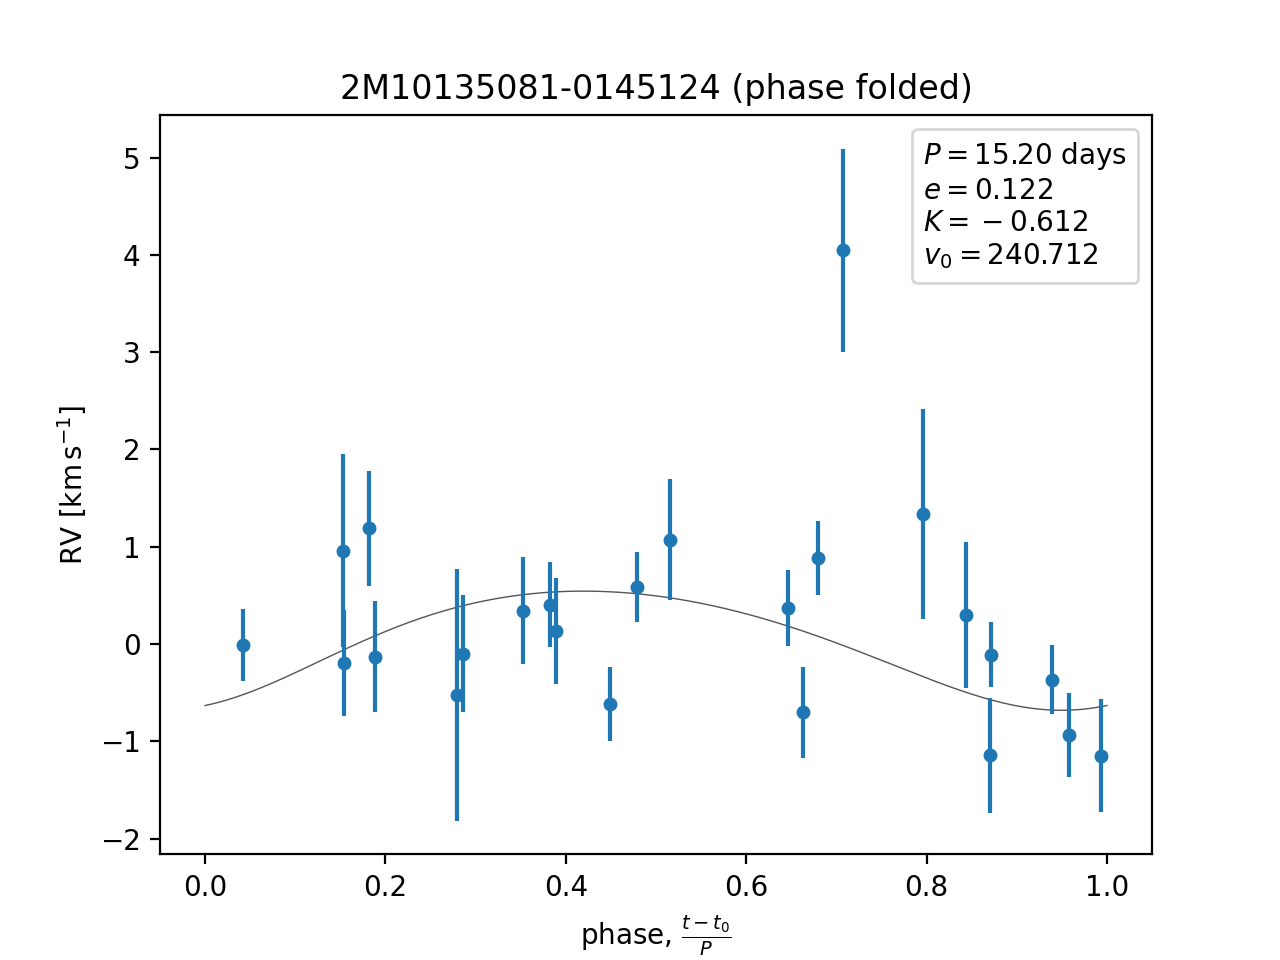 2M10135081-0145124 (phase folded)
P = 15.20 days
e = 0.122
K = −0.612
v₀ = 240.712
5
4
3
2
1
0
−1
−2
RV [km s⁻¹]
0.0 0.2 0.4 0.6 0.8 1.0
phase, (t − t₀)/P